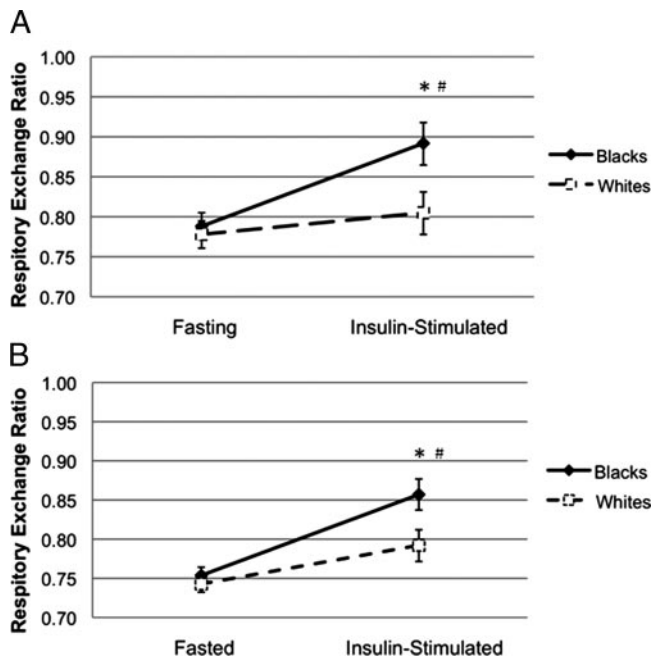 A
Respitory Exchange Ratio
1.00
0.95
0.90
0.85
0.80
0.75
0.70
* #
Blacks
Whites
Fasting
Insulin-Stimulated
B
Respitory Exchange Ratio
1.00
0.95
0.90
0.85
0.80
0.75
0.70
* #
Blacks
Whites
Fasted
Insulin-Stimulated